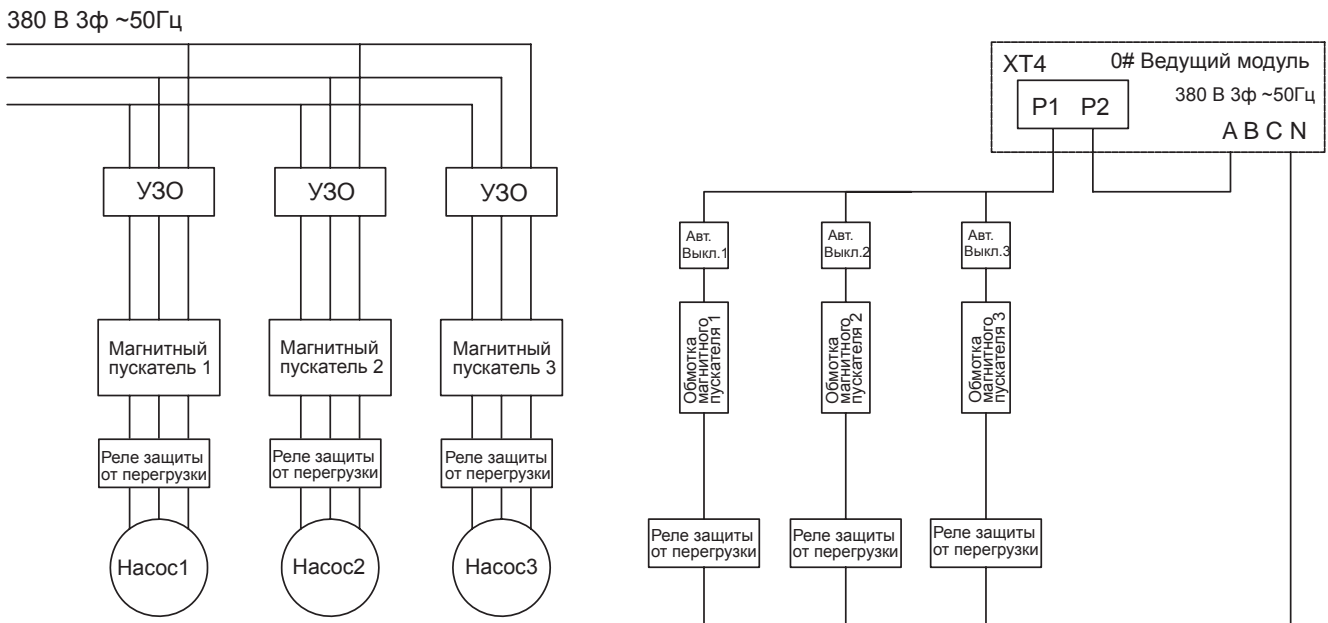 380 В 3ф ~50Гц
УЗО
УЗО
УЗО
Магнитный
пускатель 1
Магнитный
пускатель 2
Магнитный
пускатель 3
Реле защиты
от перегрузки
Реле защиты
от перегрузки
Реле защиты
от перегрузки
Насос1
Насос2
Насос3
XT4
0# Ведущий модуль
380 В 3ф ~50Гц
P1 P2
A B C N
Авт.
Выкл.1
Авт.
Выкл.2
Авт.
Выкл.3
Обмотка
магнитного
пускателя 1
Обмотка
магнитного
пускателя 2
Обмотка
магнитного
пускателя 3
Реле защиты
от перегрузки
Реле защиты
от перегрузки
Реле защиты
от перегрузки